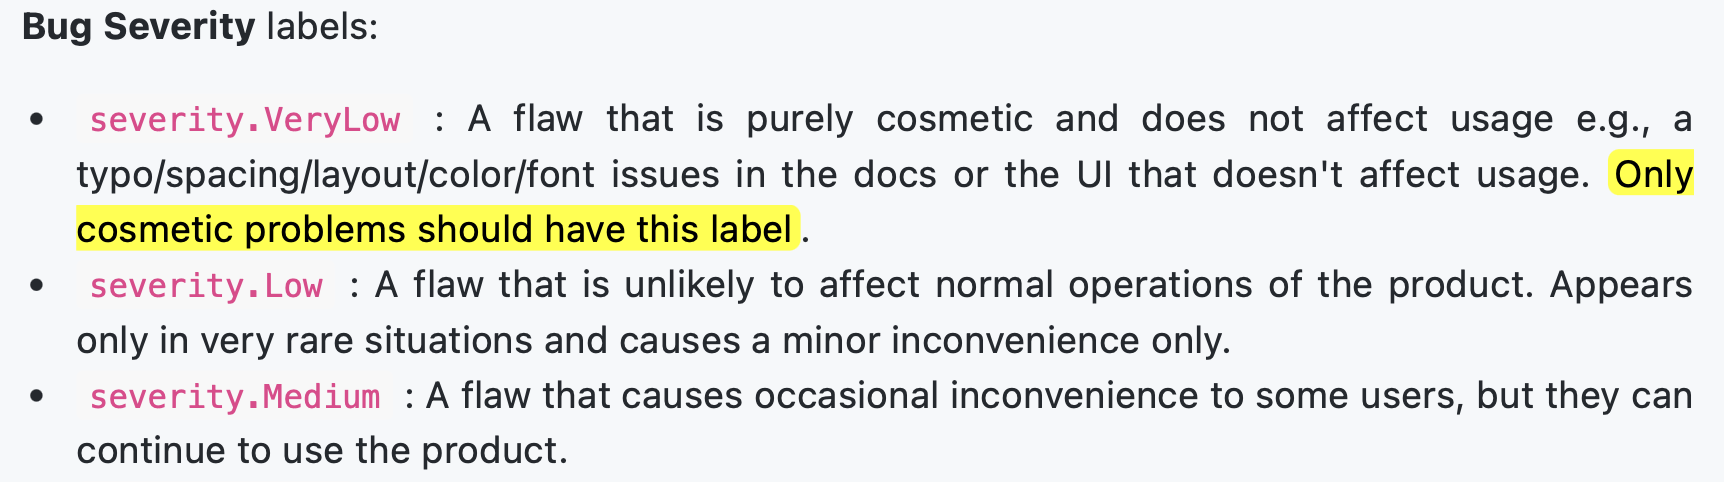 Bug Severity labels:
• severity.VeryLow : A flaw that is purely cosmetic and does not affect usage e.g., a
typo/spacing/layout/color/font issues in the docs or the UI that doesn't affect usage. Only
cosmetic problems should have this label.
• severity.Low : A flaw that is unlikely to affect normal operations of the product. Appears
only in very rare situations and causes a minor inconvenience only.
• severity.Medium : A flaw that causes occasional inconvenience to some users, but they can
continue to use the product.